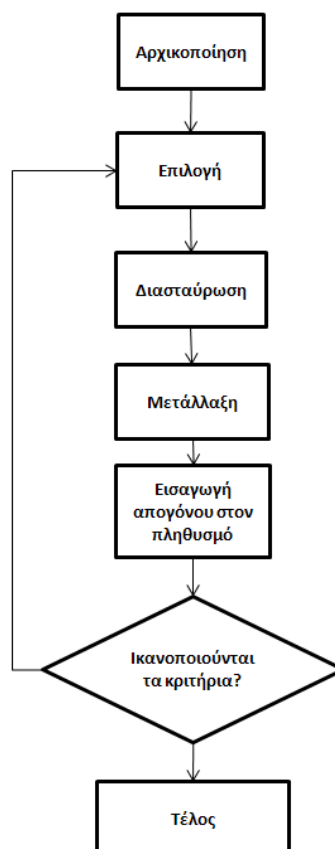 Αρχικοποίηση
Επιλογή
Διασταύρωση
Μετάλλαξη
Εισαγωγή
απογόνου στον
πληθυσμό
Ικανοποιούνται
τα κριτήρια?
Τέλος